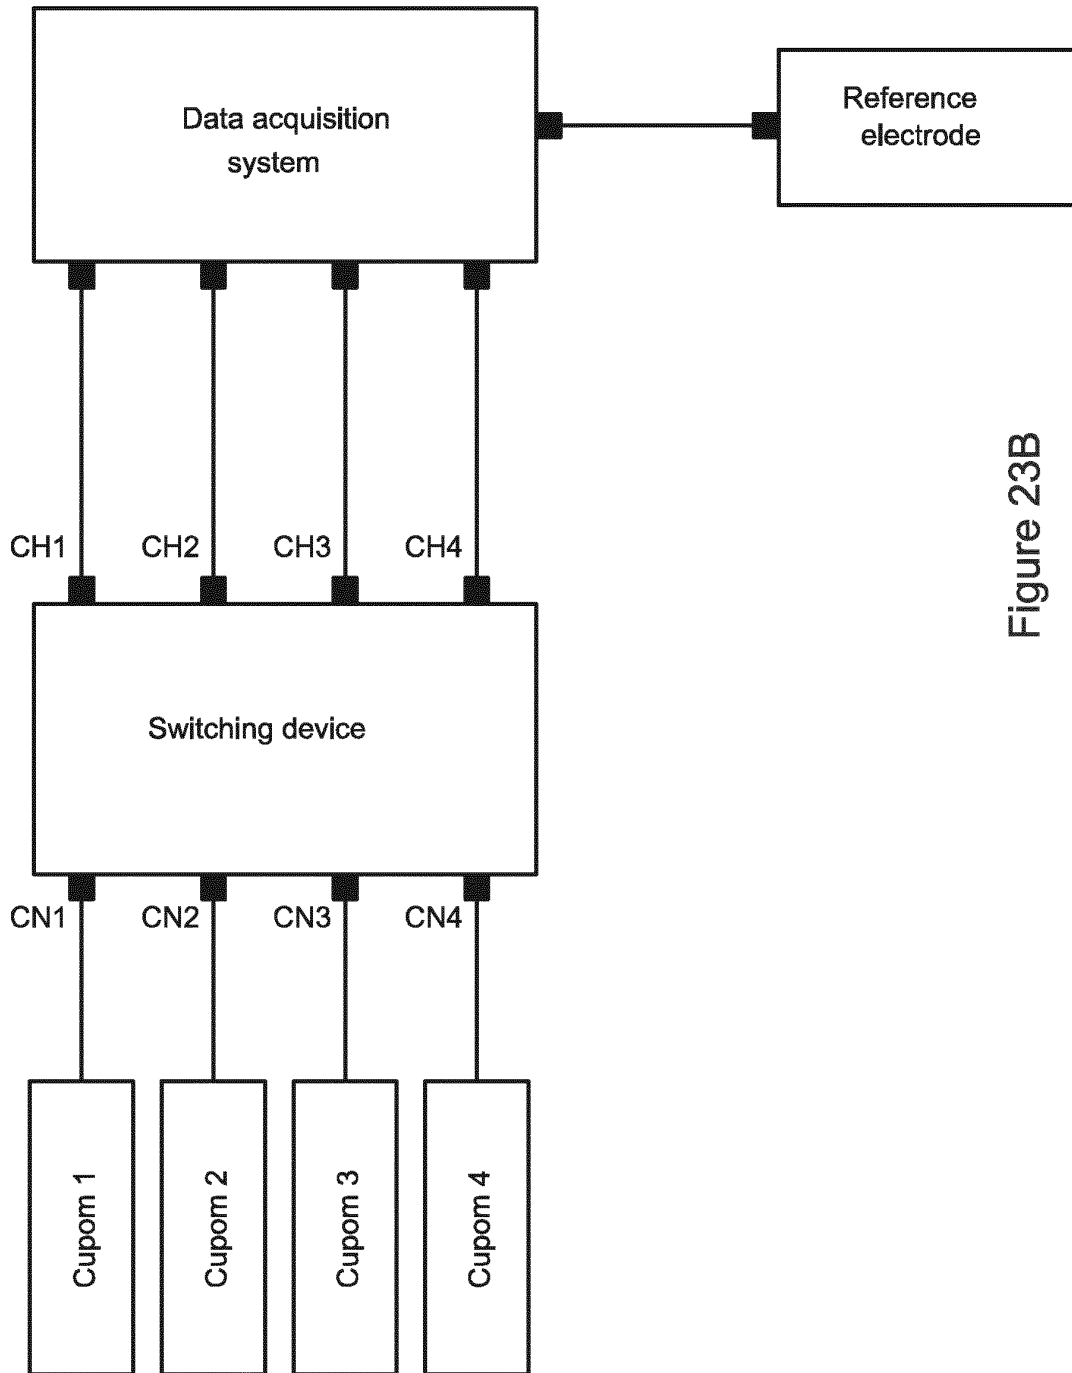 Data acquisition
system
Reference
electrode
CH1
CH2
CH3
CH4
Figure 23B
Switching device
CN1
CN2
CN3
CN4
Cupom 1
Cupom 2
Cupom 3
Cupom 4